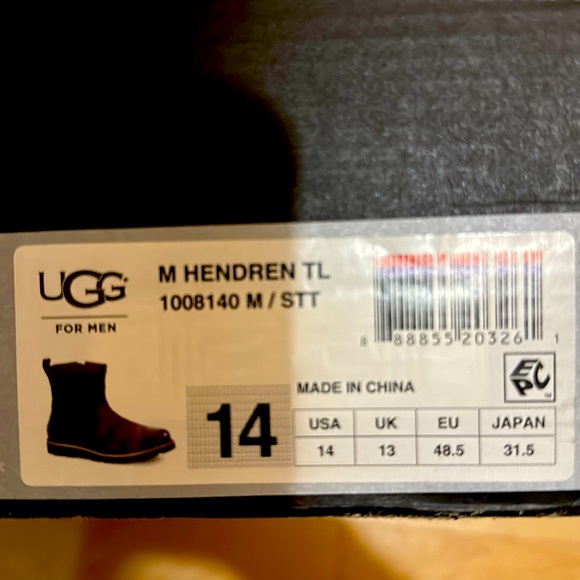 UGG
FOR MEN
M HENDREN TL
1008140 M / STT
8 88855 20326 1
EPC
MADE IN CHINA
14
USA UK EU JAPAN
14 13 48.5 31.5